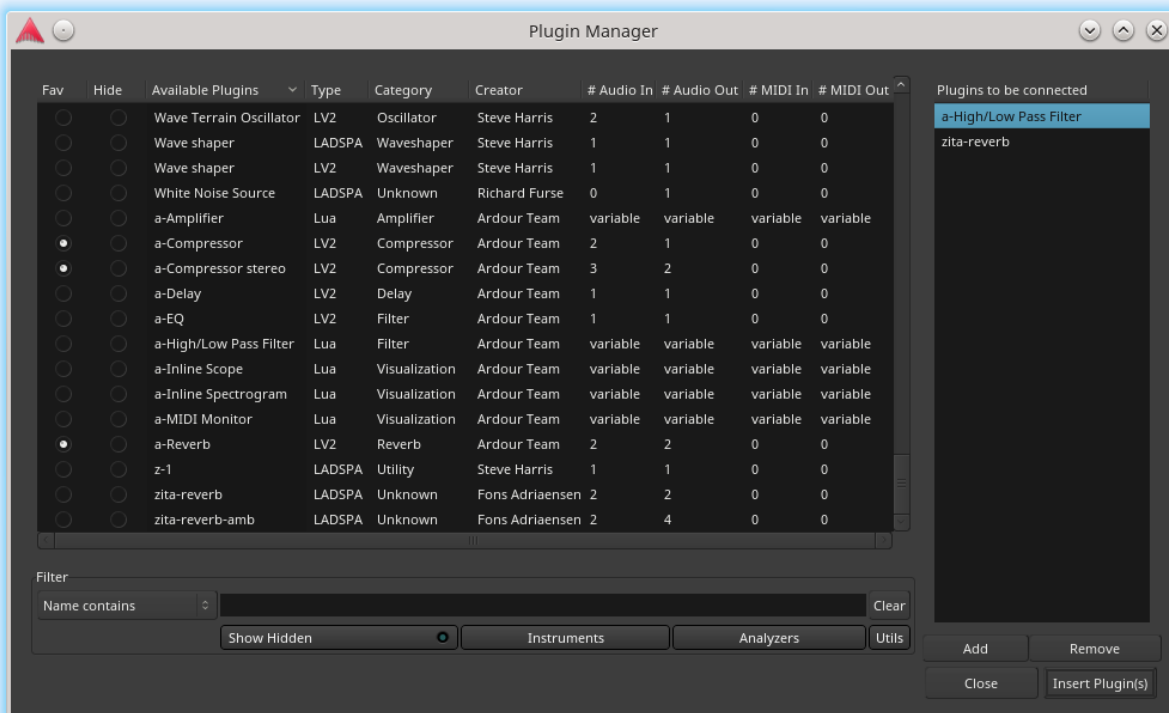 Plugin Manager
Fav Hide Available Plugins Type Category Creator # Audio In # Audio Out # MIDI In # MIDI Out
Wave Terrain Oscillator LV2 Oscillator Steve Harris 2 1 0 0
Wave shaper LADSPA Waveshaper Steve Harris 1 1 0 0
Wave shaper LV2 Waveshaper Steve Harris 1 1 0 0
White Noise Source LADSPA Unknown Richard Furse 0 1 0 0
a-Amplifier Lua Amplifier Ardour Team variable variable variable variable
a-Compressor LV2 Compressor Ardour Team 2 1 0 0
a-Compressor stereo LV2 Compressor Ardour Team 3 2 0 0
a-Delay LV2 Delay Ardour Team 1 1 0 0
a-EQ LV2 Filter Ardour Team 1 1 0 0
a-High/Low Pass Filter Lua Filter Ardour Team variable variable variable variable
a-Inline Scope Lua Visualization Ardour Team variable variable variable variable
a-Inline Spectrogram Lua Visualization Ardour Team variable variable variable variable
a-MIDI Monitor Lua Visualization Ardour Team variable variable variable variable
a-Reverb LV2 Reverb Ardour Team 2 2 0 0
z-1 LADSPA Utility Steve Harris 1 1 0 0
zita-reverb LADSPA Unknown Fons Adriaensen 2 2 0 0
zita-reverb-amb LADSPA Unknown Fons Adriaensen 2 4 0 0
Filter
Name contains Clear
Show Hidden Instruments Analyzers Utils
Plugins to be connected
a-High/Low Pass Filter
zita-reverb
Add Remove
Close Insert Plugin(s)